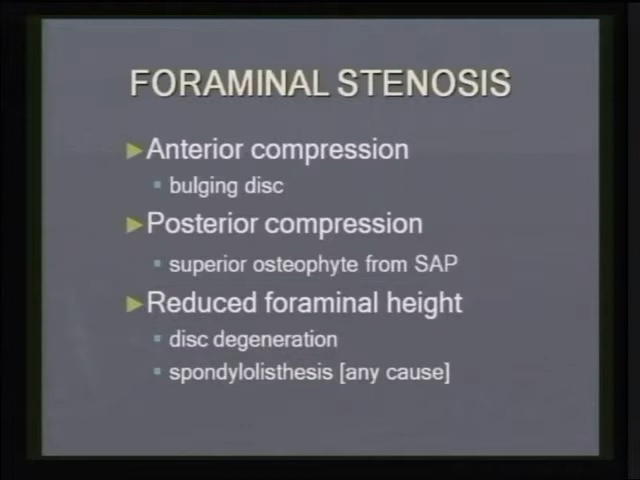 FORAMINAL STENOSIS
Anterior compression
bulging disc
Posterior compression
superior osteophyte from SAP
Reduced foraminal height
disc degeneration
spondylolisthesis [any cause]